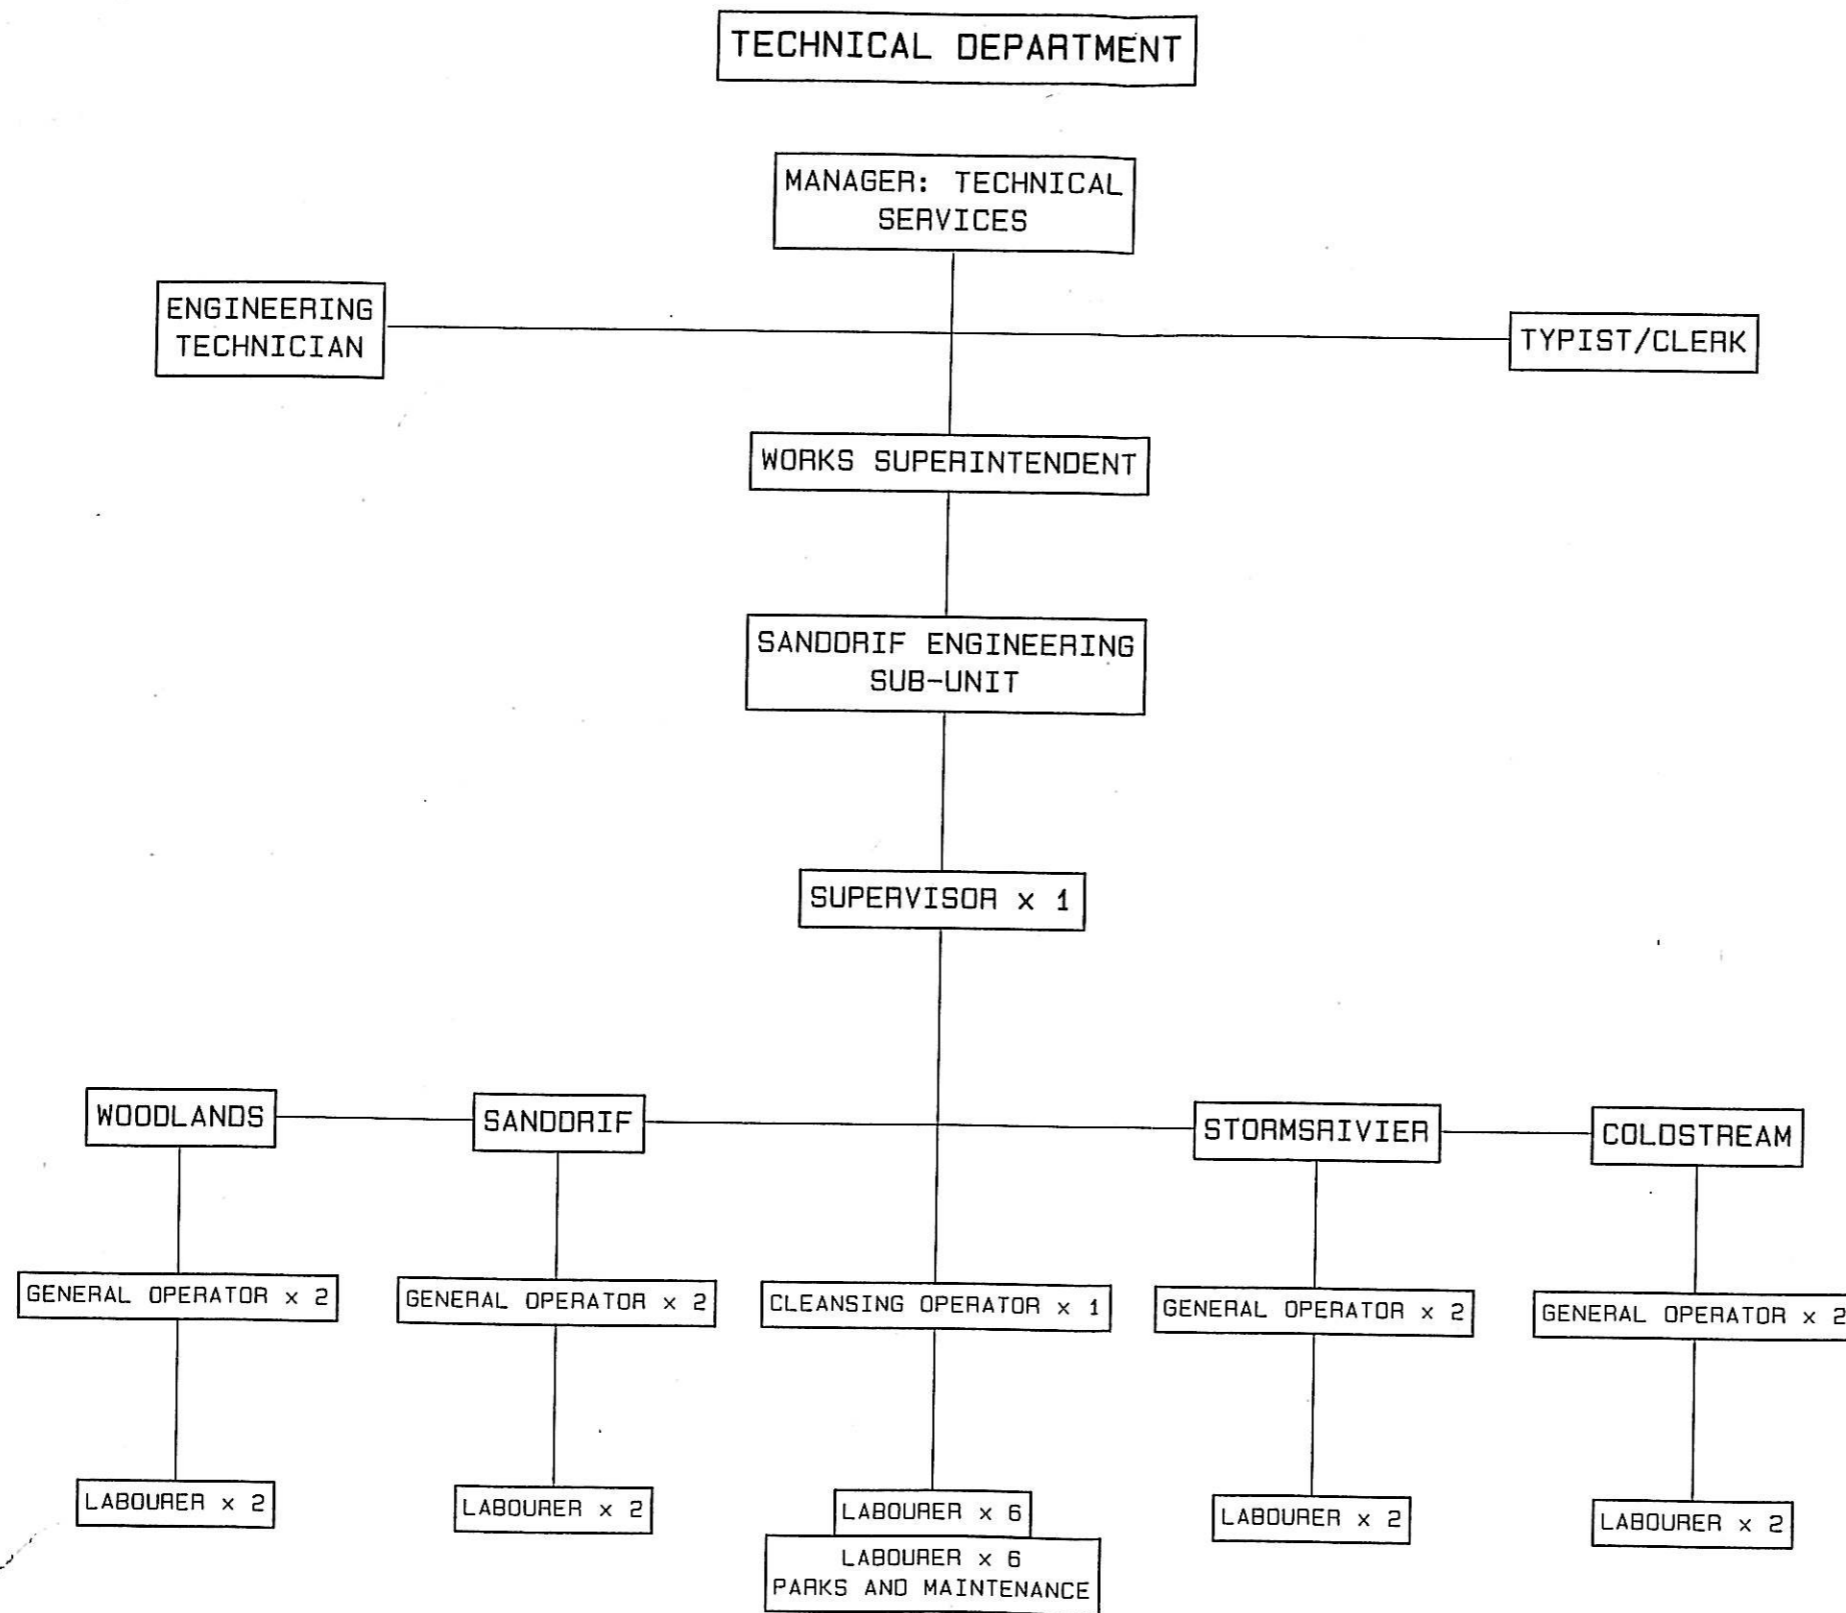 TECHNICAL DEPARTMENT
MANAGER: TECHNICAL
SERVICES
ENGINEERING
TECHNICIAN
TYPIST/CLERK
WORKS SUPERINTENDENT
SANDDRIF ENGINEERING
SUB-UNIT
SUPERVISOR x 1
WOODLANDS
SANDDRIF
STORMSRIVIER
COLDSTREAM
GENERAL OPERATOR x 2
GENERAL OPERATOR x 2
CLEANSING OPERATOR x 1
GENERAL OPERATOR x 2
GENERAL OPERATOR x 2
LABOURER x 2
LABOURER x 2
LABOURER x 6
LABOURER x 6
PARKS AND MAINTENANCE
LABOURER x 2
LABOURER x 2